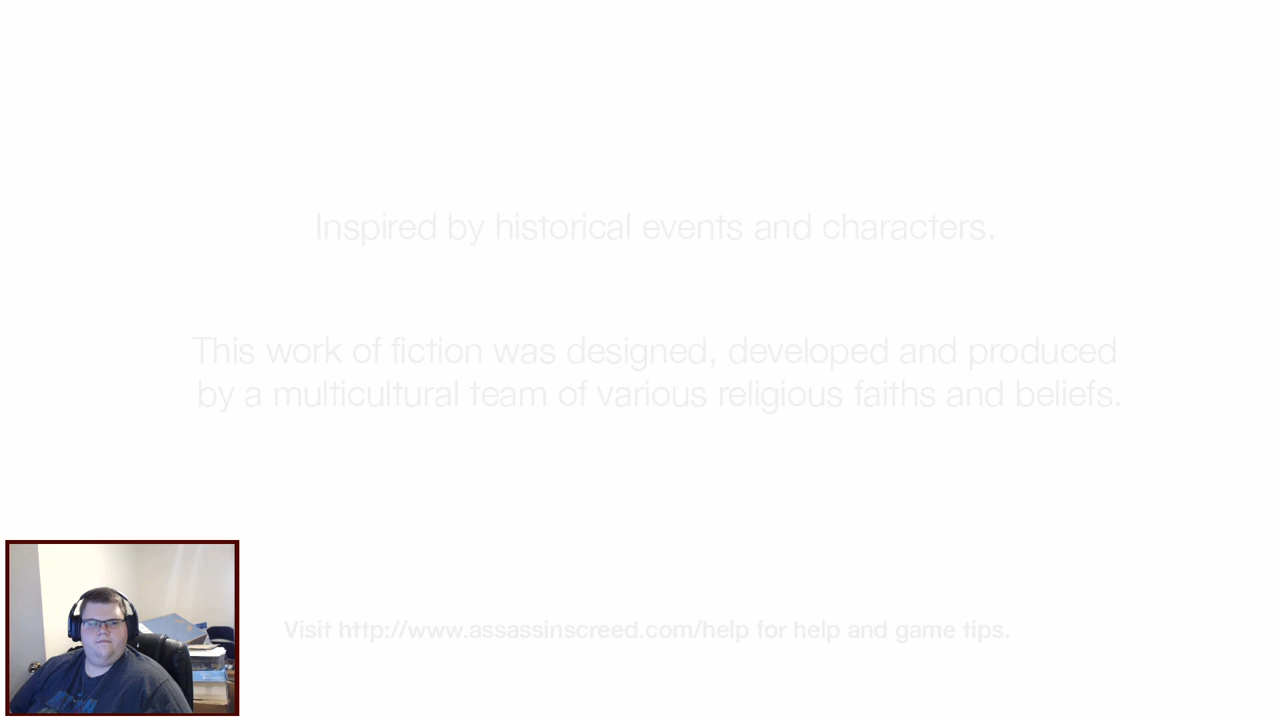 Inspired by historical events and characters.
This work of fiction was designed, developed and produced
by a multicultural team of various religious faiths and beliefs.
Visit http://www.assassinscreed.com/help for help and game tips.